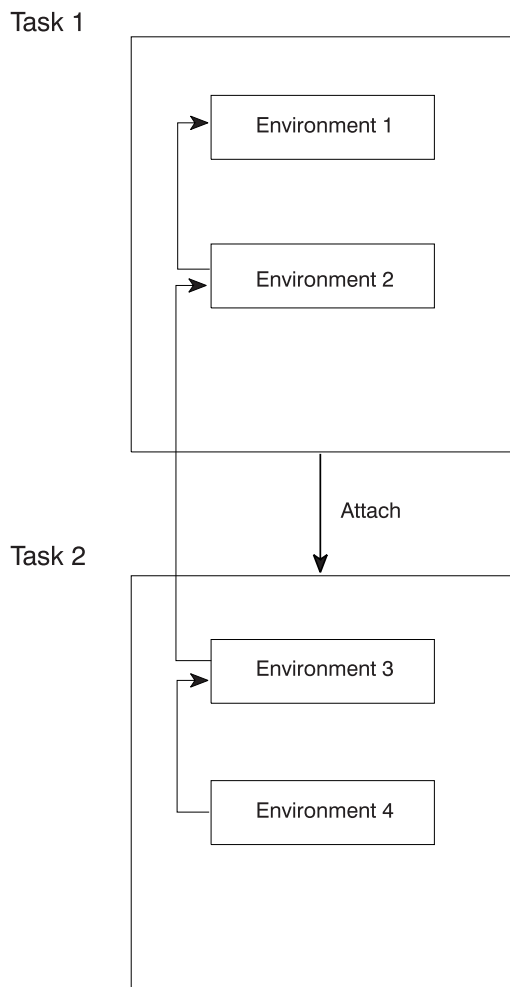 Task 1
Environment 1
Environment 2
Attach
Task 2
Environment 3
Environment 4